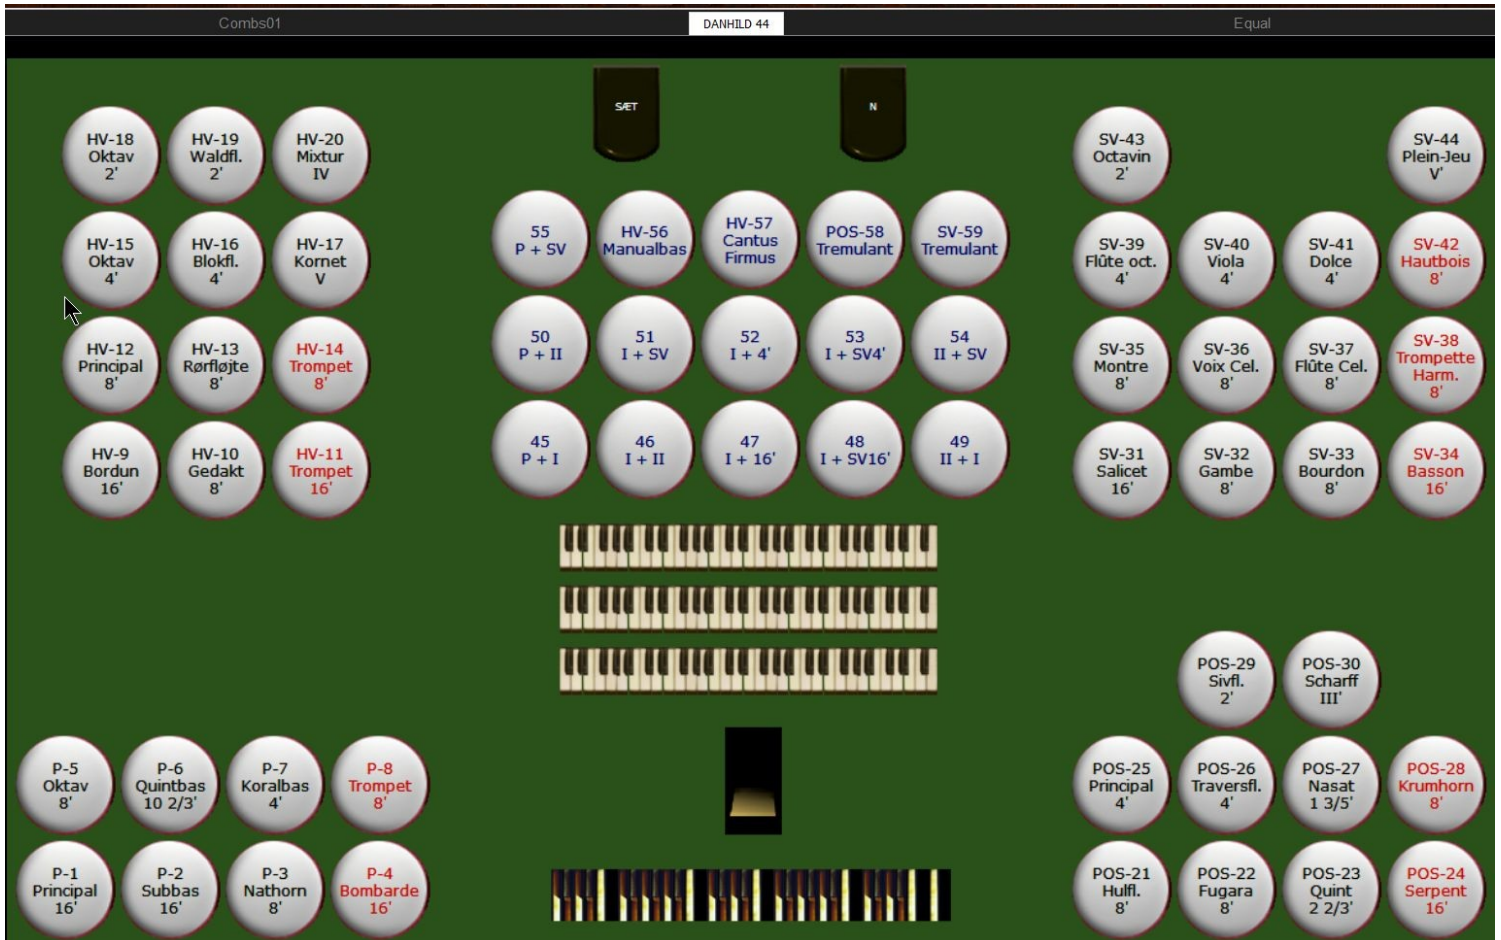 Combs01
DANHILD 44
Equal
SÆT
N
HV-18
Oktav
2'
HV-19
Waldfl.
2'
HV-20
Mixtur
IV
SV-43
Octavin
2'
SV-44
Plein-Jeu
V'
HV-15
Oktav
4'
HV-16
Blokfl.
4'
HV-17
Kornet
V
55
P + SV
HV-56
Manualbas
HV-57
Cantus
Firmus
POS-58
Tremulant
SV-59
Tremulant
SV-39
Flûte oct.
4'
SV-40
Viola
4'
SV-41
Dolce
4'
SV-42
Hautbois
8'
HV-12
Principal
8'
HV-13
Rørfløjte
8'
HV-14
Trompet
8'
50
P + II
51
I + SV
52
I + 4'
53
I + SV4'
54
II + SV
SV-35
Montre
8'
SV-36
Voix Cel.
8'
SV-37
Flûte Cel.
8'
SV-38
Trompette
Harm.
8'
HV-9
Bordun
16'
HV-10
Gedakt
8'
HV-11
Trompet
16'
45
P + I
46
I + II
47
I + 16'
48
I + SV16'
49
II + I
SV-31
Salicet
16'
SV-32
Gambe
8'
SV-33
Bourdon
8'
SV-34
Basson
16'
POS-29
Sivfl.
2'
POS-30
Scharff
III'
P-5
Oktav
8'
P-6
Quintbas
10 2/3'
P-7
Koralbas
4'
P-8
Trompet
8'
POS-25
Principal
4'
POS-26
Traversfl.
4'
POS-27
Nasat
1 3/5'
POS-28
Krumhorn
8'
P-1
Principal
16'
P-2
Subbas
16'
P-3
Nathorn
8'
P-4
Bombarde
16'
POS-21
Hulfl.
8'
POS-22
Fugara
8'
POS-23
Quint
2 2/3'
POS-24
Serpent
16'